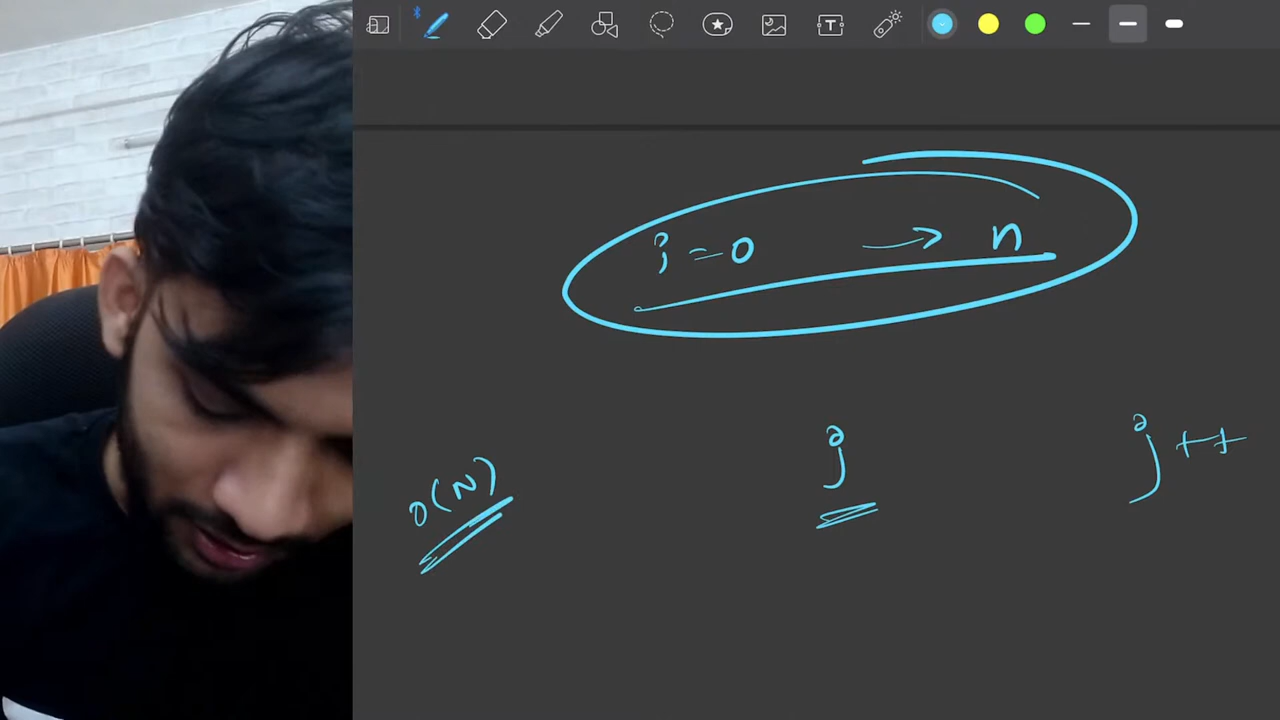 i = 0 → n
O(N) j j++